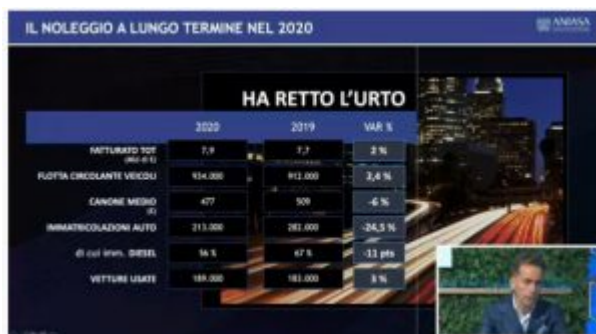 IL NOLEGGIO A LUNGO TERMINE NEL 2020
ANIASA
HA RETTO L'URTO
2020 2019 VAR %
FATTURATO TOT 7,9 7,7 2 %
(Mld di €)
FLOTTA CIRCOLANTE VEICOLI 934.000 912.000 2,4 %
CANONE MEDIO 477 509 -6 %
(€)
IMMATRICOLAZIONI AUTO 213.000 282.000 -24,5 %
di cui imm. DIESEL 56 % 67 % -11 pts
VETTURE USATE 189.000 183.000 3 %